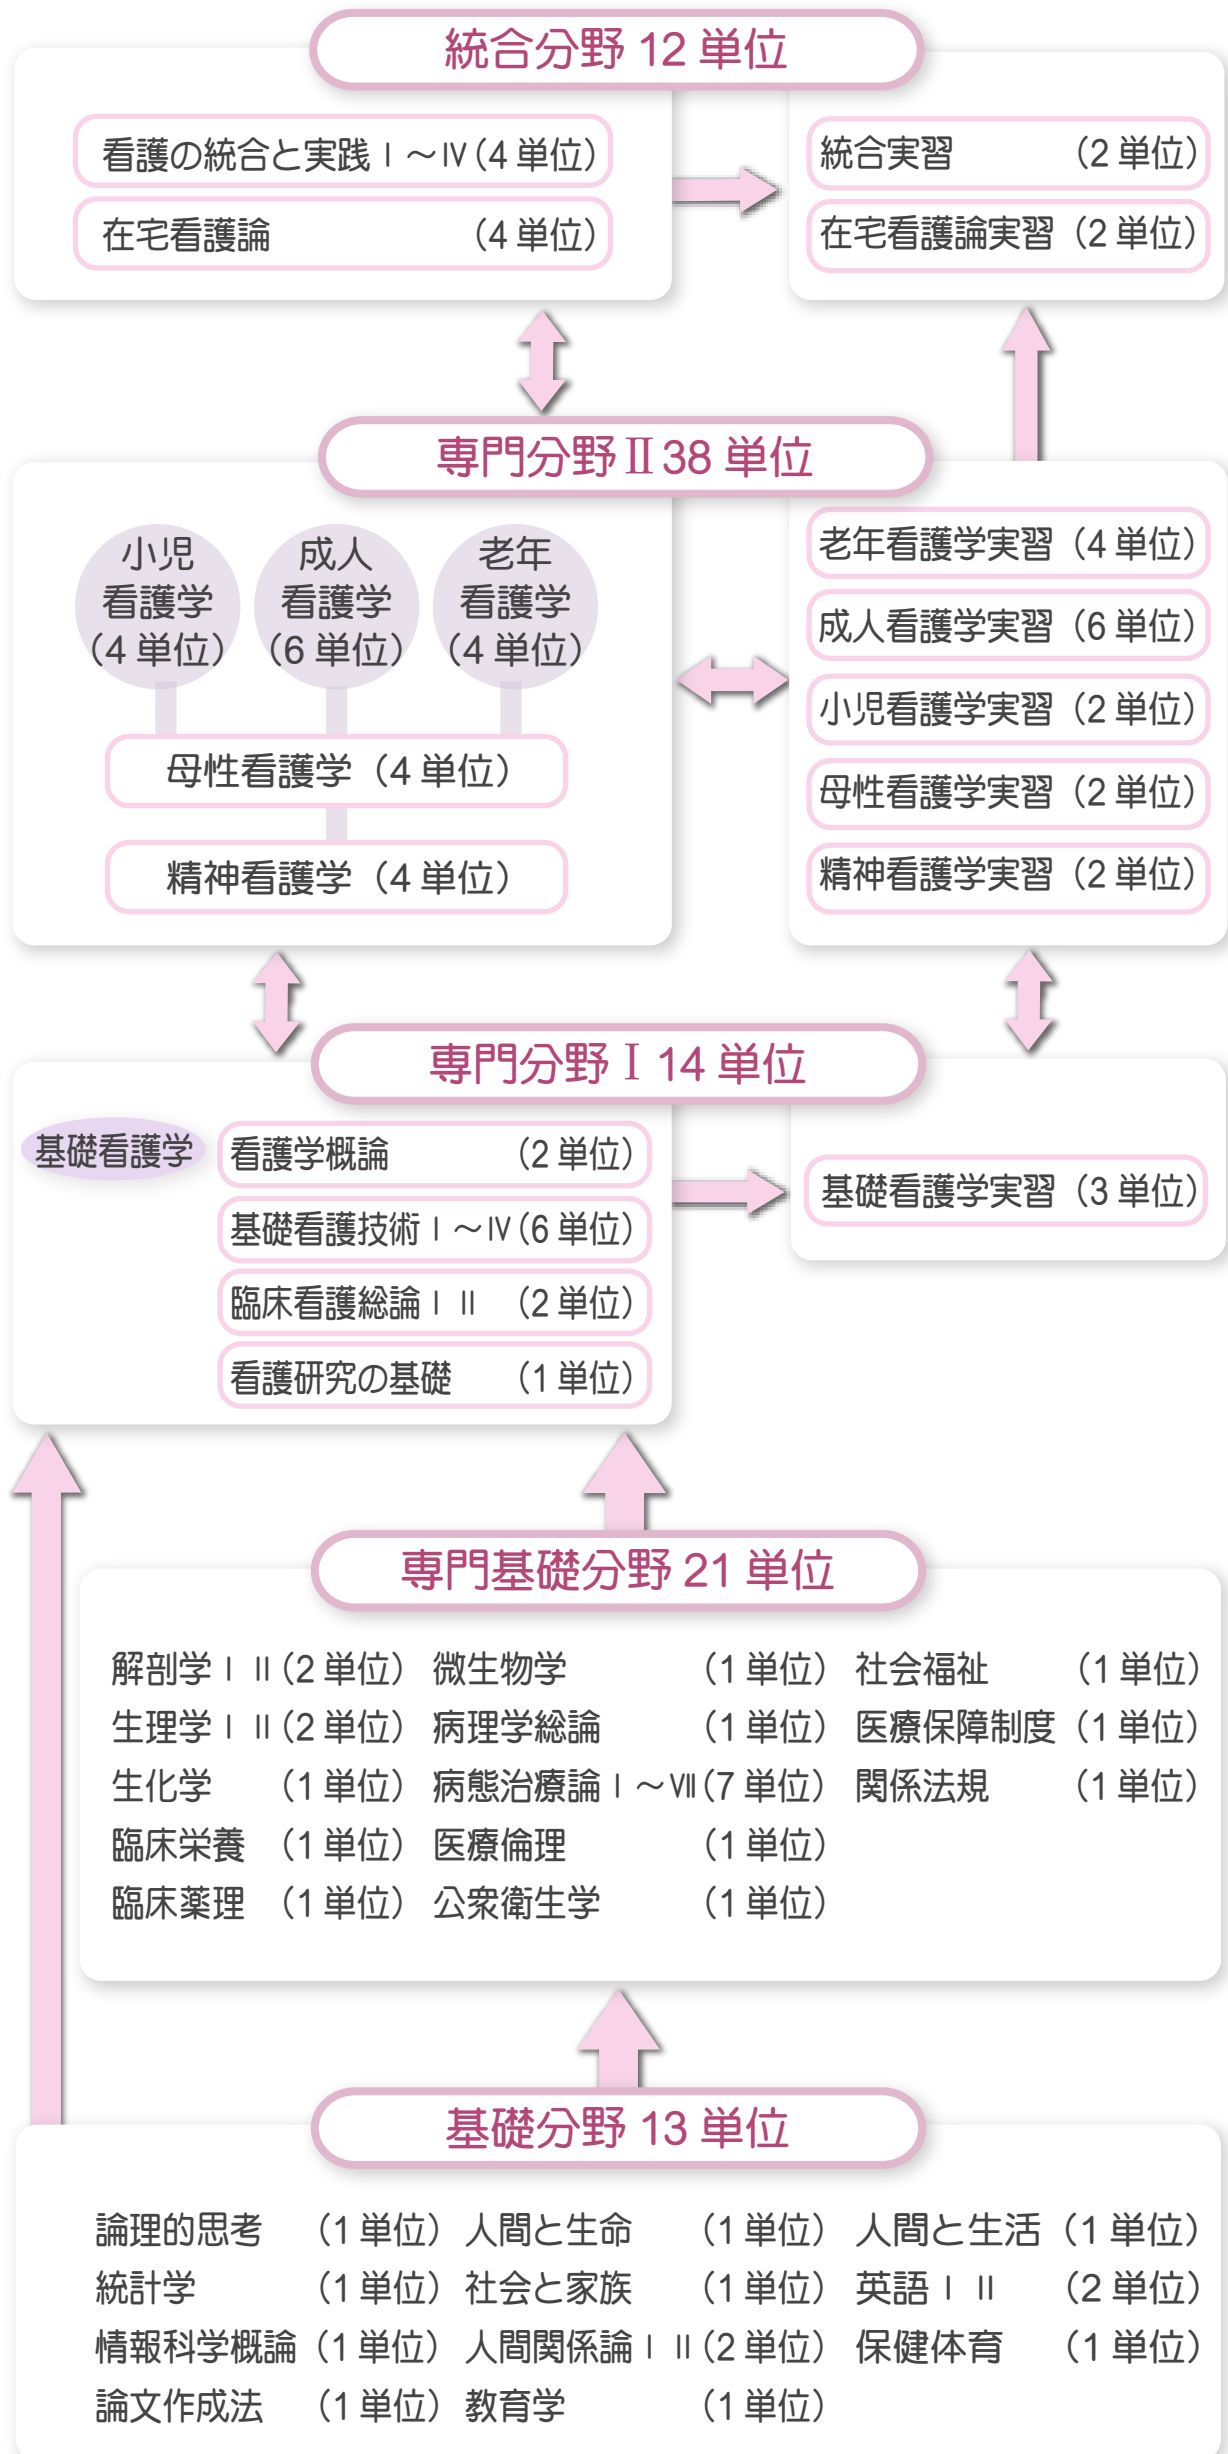 統合分野 12 単位
看護の統合と実践Ⅰ～Ⅳ(4 単位)
在宅看護論 (4 単位)
統合実習 (2 単位)
在宅看護論実習 (2 単位)
専門分野Ⅱ 38 単位
小児
看護学
(4 単位)
成人
看護学
(6 単位)
老年
看護学
(4 単位)
母性看護学 (4 単位)
精神看護学 (4 単位)
老年看護学実習 (4 単位)
成人看護学実習 (6 単位)
小児看護学実習 (2 単位)
母性看護学実習 (2 単位)
精神看護学実習 (2 単位)
専門分野Ⅰ 14 単位
基礎看護学
看護学概論 (2 単位)
基礎看護技術Ⅰ～Ⅳ(6 単位)
臨床看護総論Ⅰ Ⅱ (2 単位)
看護研究の基礎 (1 単位)
基礎看護学実習 (3 単位)
専門基礎分野 21 単位
解剖学Ⅰ Ⅱ(2 単位) 微生物学 (1 単位) 社会福祉 (1 単位)
生理学Ⅰ Ⅱ(2 単位) 病理学総論 (1 単位) 医療保障制度 (1 単位)
生化学 (1 単位) 病態治療論Ⅰ～Ⅶ(7 単位) 関係法規 (1 単位)
臨床栄養 (1 単位) 医療倫理 (1 単位)
臨床薬理 (1 単位) 公衆衛生学 (1 単位)
基礎分野 13 単位
論理的思考 (1 単位) 人間と生命 (1 単位) 人間と生活 (1 単位)
統計学 (1 単位) 社会と家族 (1 単位) 英語Ⅰ Ⅱ (2 単位)
情報科学概論 (1 単位) 人間関係論Ⅰ Ⅱ(2 単位) 保健体育 (1 単位)
論文作成法 (1 単位) 教育学 (1 単位)